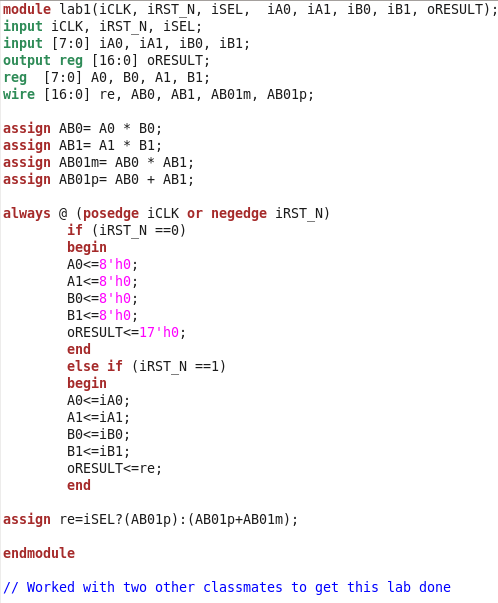 module lab1(iCLK, iRST_N, iSEL,  iA0, iA1, iB0, iB1, oRESULT);
input iCLK, iRST_N, iSEL;
input [7:0] iA0, iA1, iB0, iB1;
output reg [16:0] oRESULT;
reg  [7:0] A0, B0, A1, B1;
wire [16:0] re, AB0, AB1, AB01m, AB01p;
assign AB0= A0 * B0;
assign AB1= A1 * B1;
assign AB01m= AB0 * AB1;
assign AB01p= AB0 + AB1;
always @ (posedge iCLK or negedge iRST_N)
        if (iRST_N ==0)
        begin
        A0<=8'h0;
        A1<=8'h0;
        B0<=8'h0;
        B1<=8'h0;
        oRESULT<=17'h0;
        end
        else if (iRST_N ==1)
        begin
        A0<=iA0;
        A1<=iA1;
        B0<=iB0;
        B1<=iB1;
        oRESULT<=re;
        end
assign re=iSEL?(AB01p):(AB01p+AB01m);
endmodule
// Worked with two other classmates to get this lab done